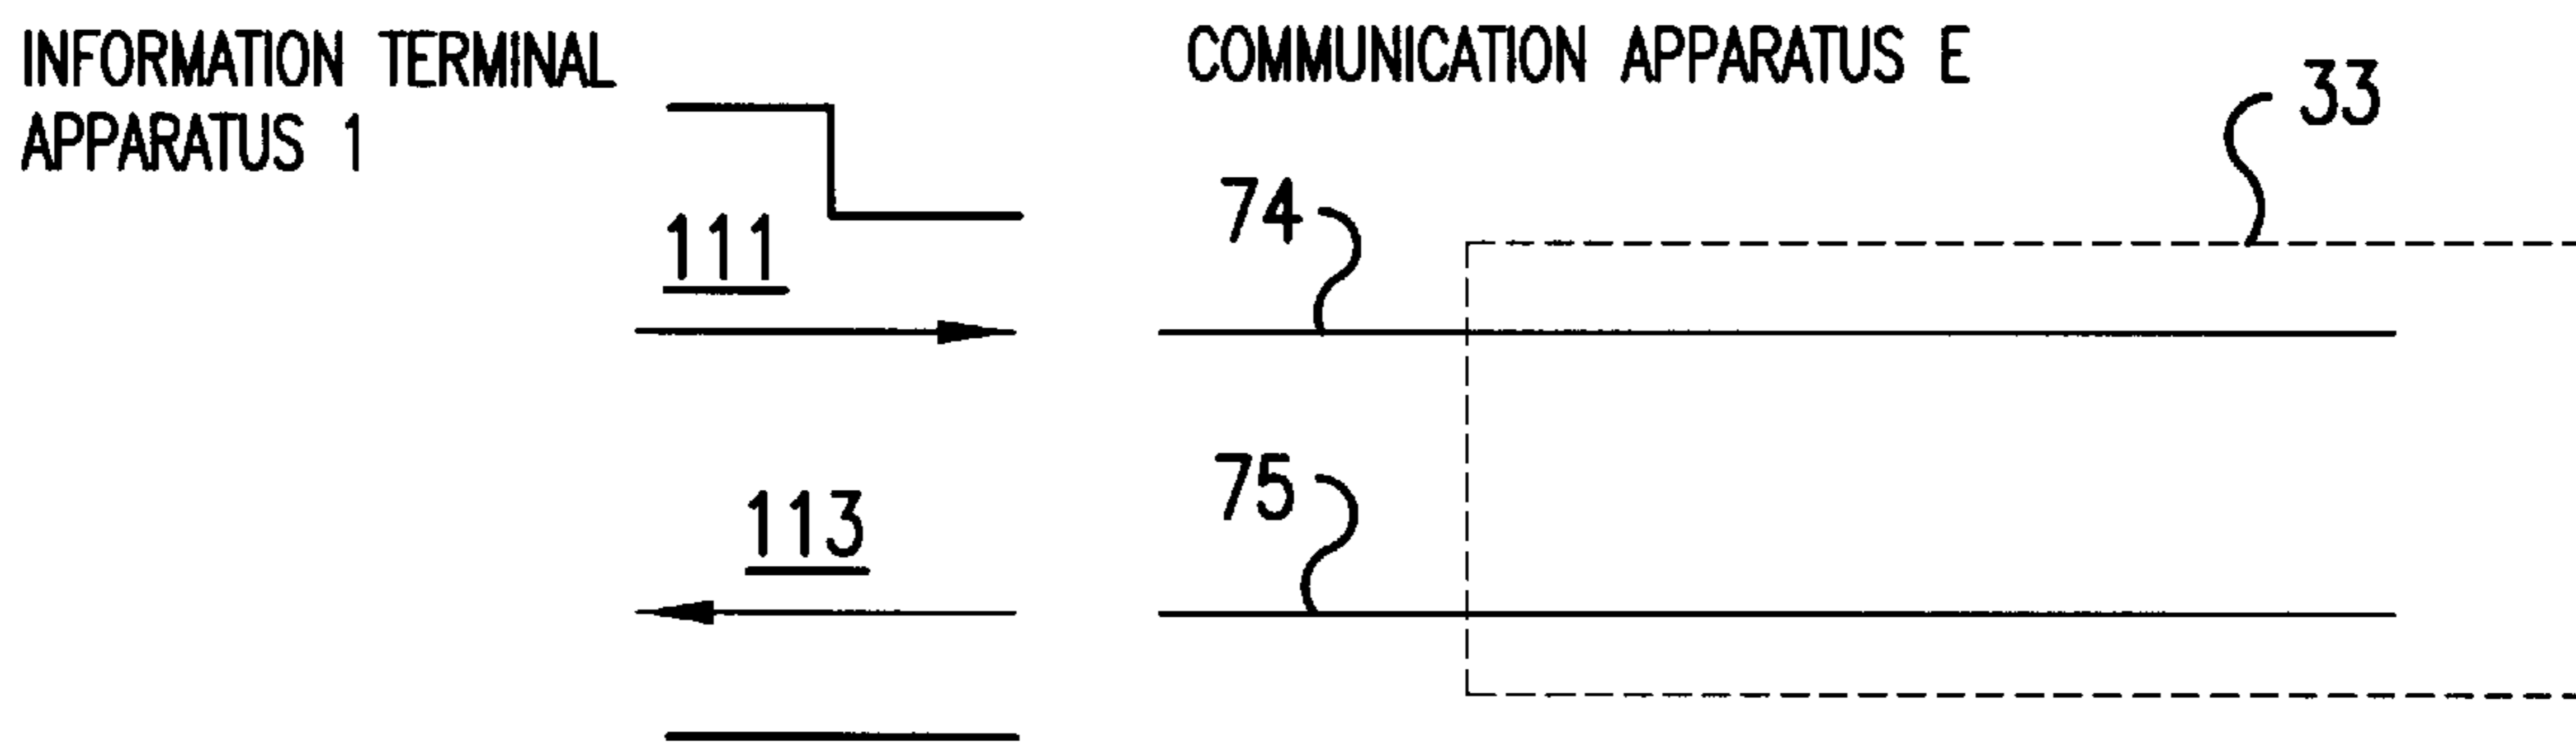 INFORMATION TERMINAL
APPARATUS 1
COMMUNICATION APPARATUS E
33
74
111
75
113